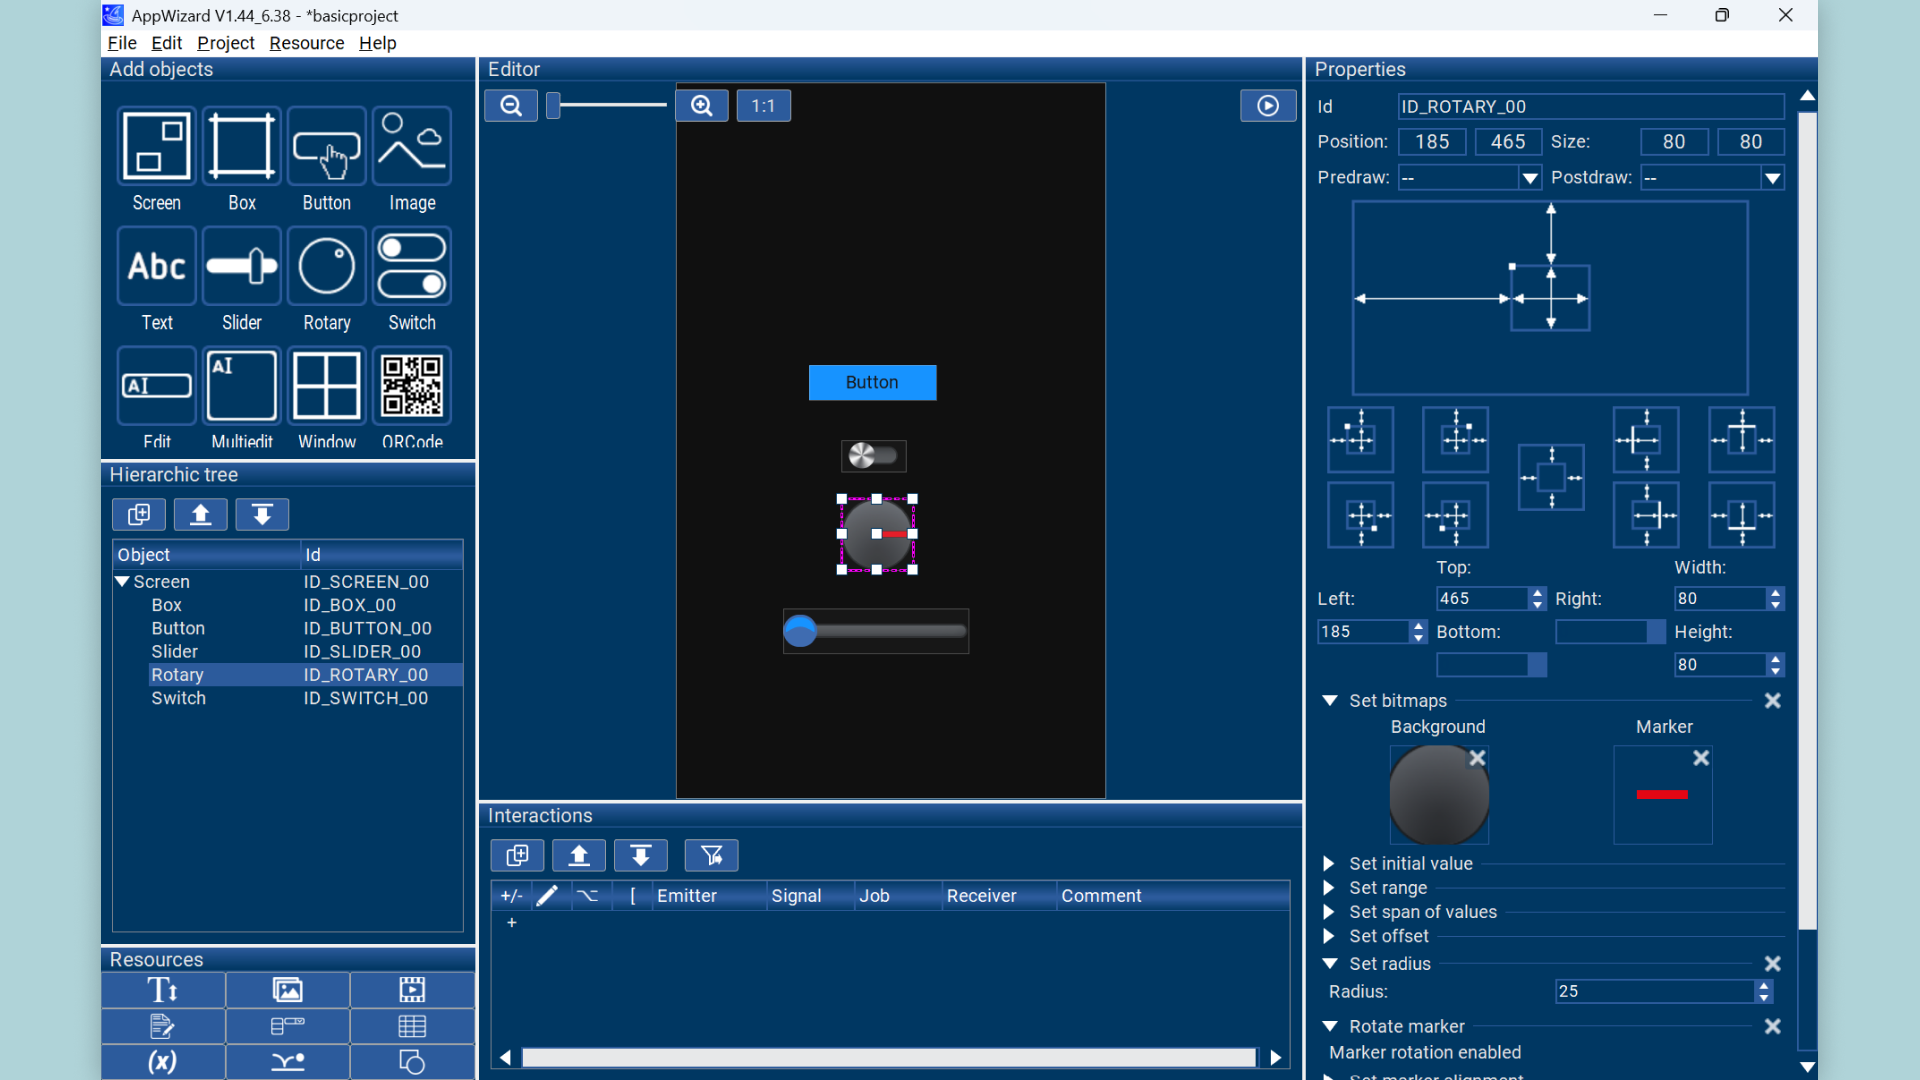 AppWizard V1.44_6.38 - *basicproject
File Edit Project Resource Help
Add objects
Screen Box Button Image
Abc
Text Slider Rotary Switch
AI AI
Edit Multiedit Window QRCode
Hierarchic tree
Object Id
Screen ID_SCREEN_00
Box ID_BOX_00
Button ID_BUTTON_00
Slider ID_SLIDER_00
Rotary ID_ROTARY_00
Switch ID_SWITCH_00
Resources
(x)
Editor
1:1
Button
Interactions
+/- [ Emitter Signal Job Receiver Comment
+
Properties
Id ID_ROTARY_00
Position: 185 465 Size: 80 80
Predraw: -- Postdraw: --
Top: Width:
Left: 465 Right: 80
185 Bottom: Height:
80
Set bitmaps
Background Marker
Set initial value
Set range
Set span of values
Set offset
Set radius
Radius: 25
Rotate marker
Marker rotation enabled
Set marker alignment